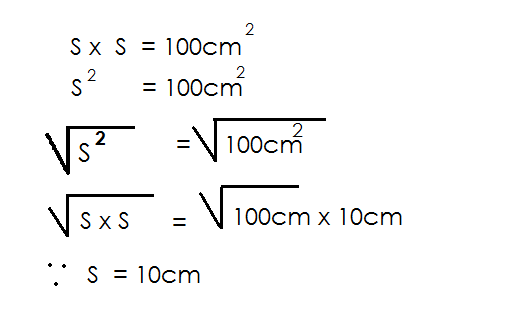 S x S = 100cm²
S² = 100cm²
√S² = √100cm²
√S x S = √100cm x 10cm
∵ S = 10cm